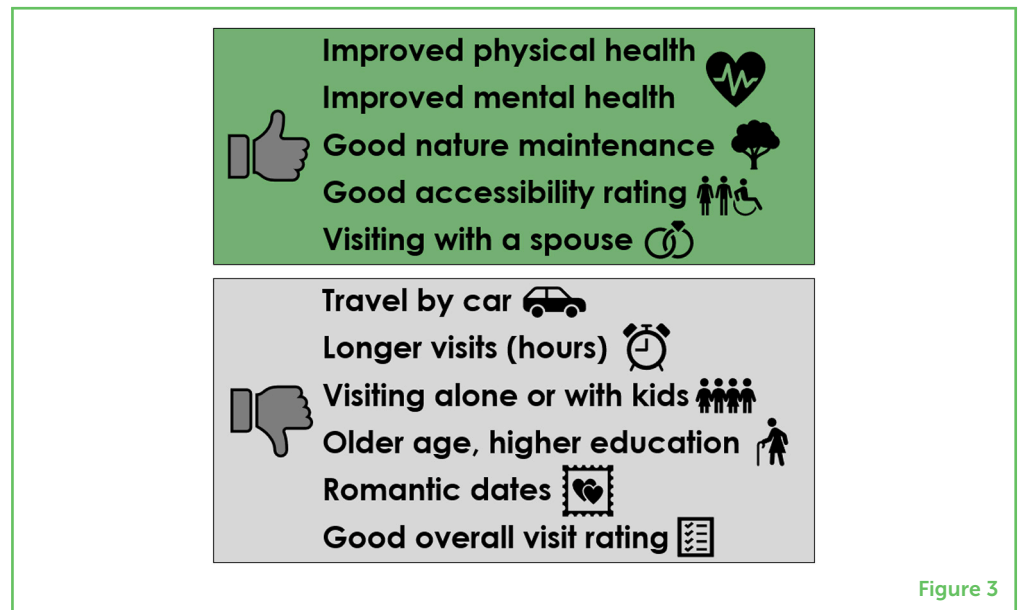 Improved physical health
Improved mental health
Good nature maintenance
Good accessibility rating
Visiting with a spouse
Travel by car
Longer visits (hours)
Visiting alone or with kids
Older age, higher education
Romantic dates
Good overall visit rating
Figure 3